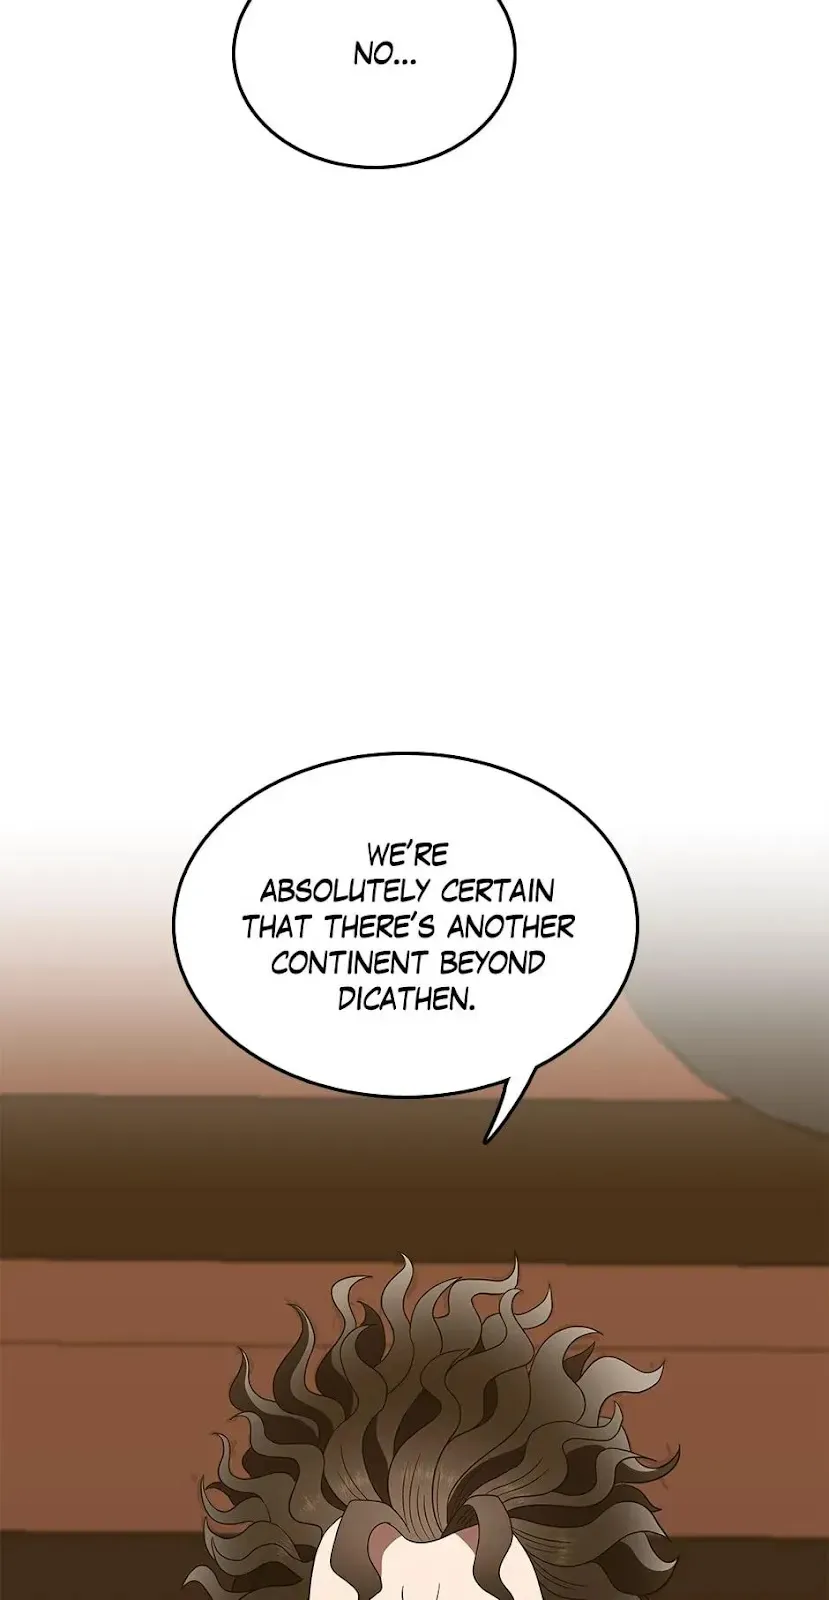 NO...
WE'RE
ABSOLUTELY CERTAIN
THAT THERE'S ANOTHER
CONTINENT BEYOND
DICATHEN.